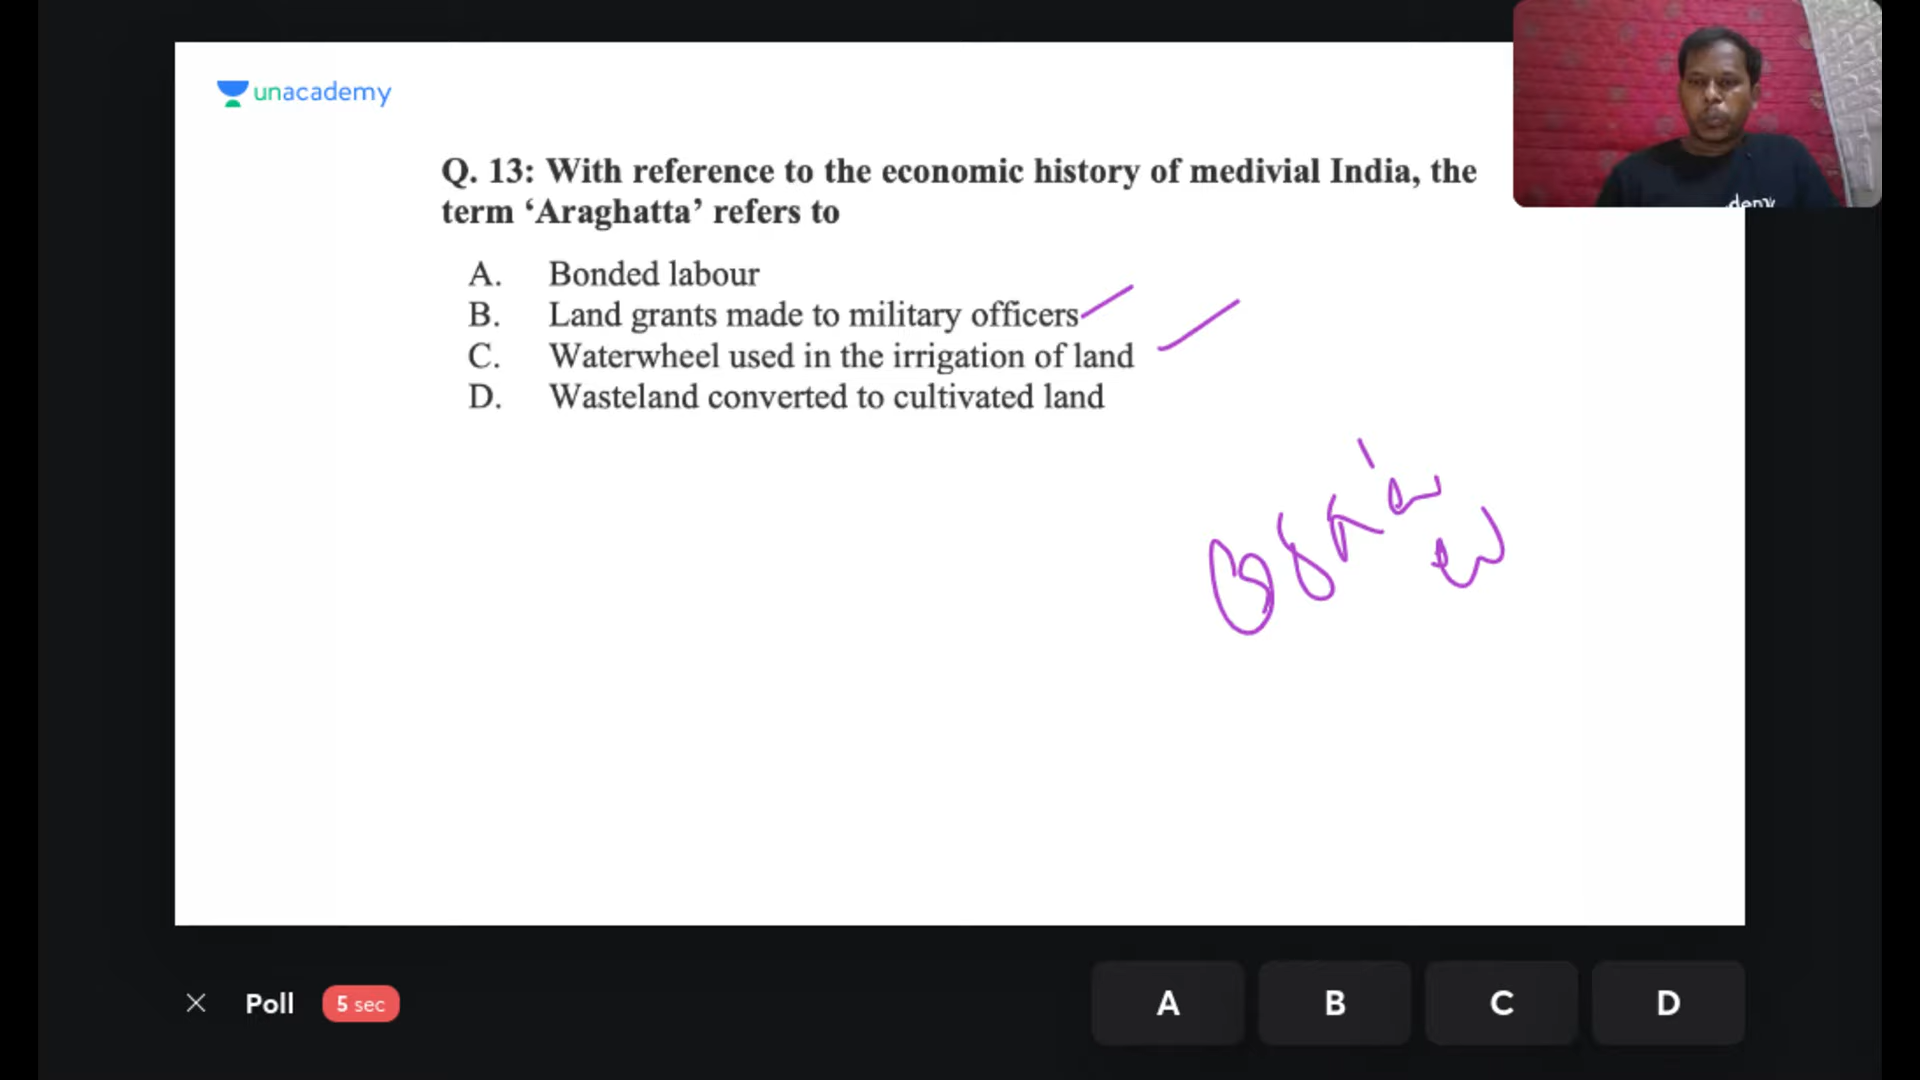 unacademy
Q. 13: With reference to the economic history of medivial India, the
term ‘Araghatta’ refers to
A. Bonded labour
B. Land grants made to military officers
C. Waterwheel used in the irrigation of land
D. Wasteland converted to cultivated land
Poll 5 sec A B C D